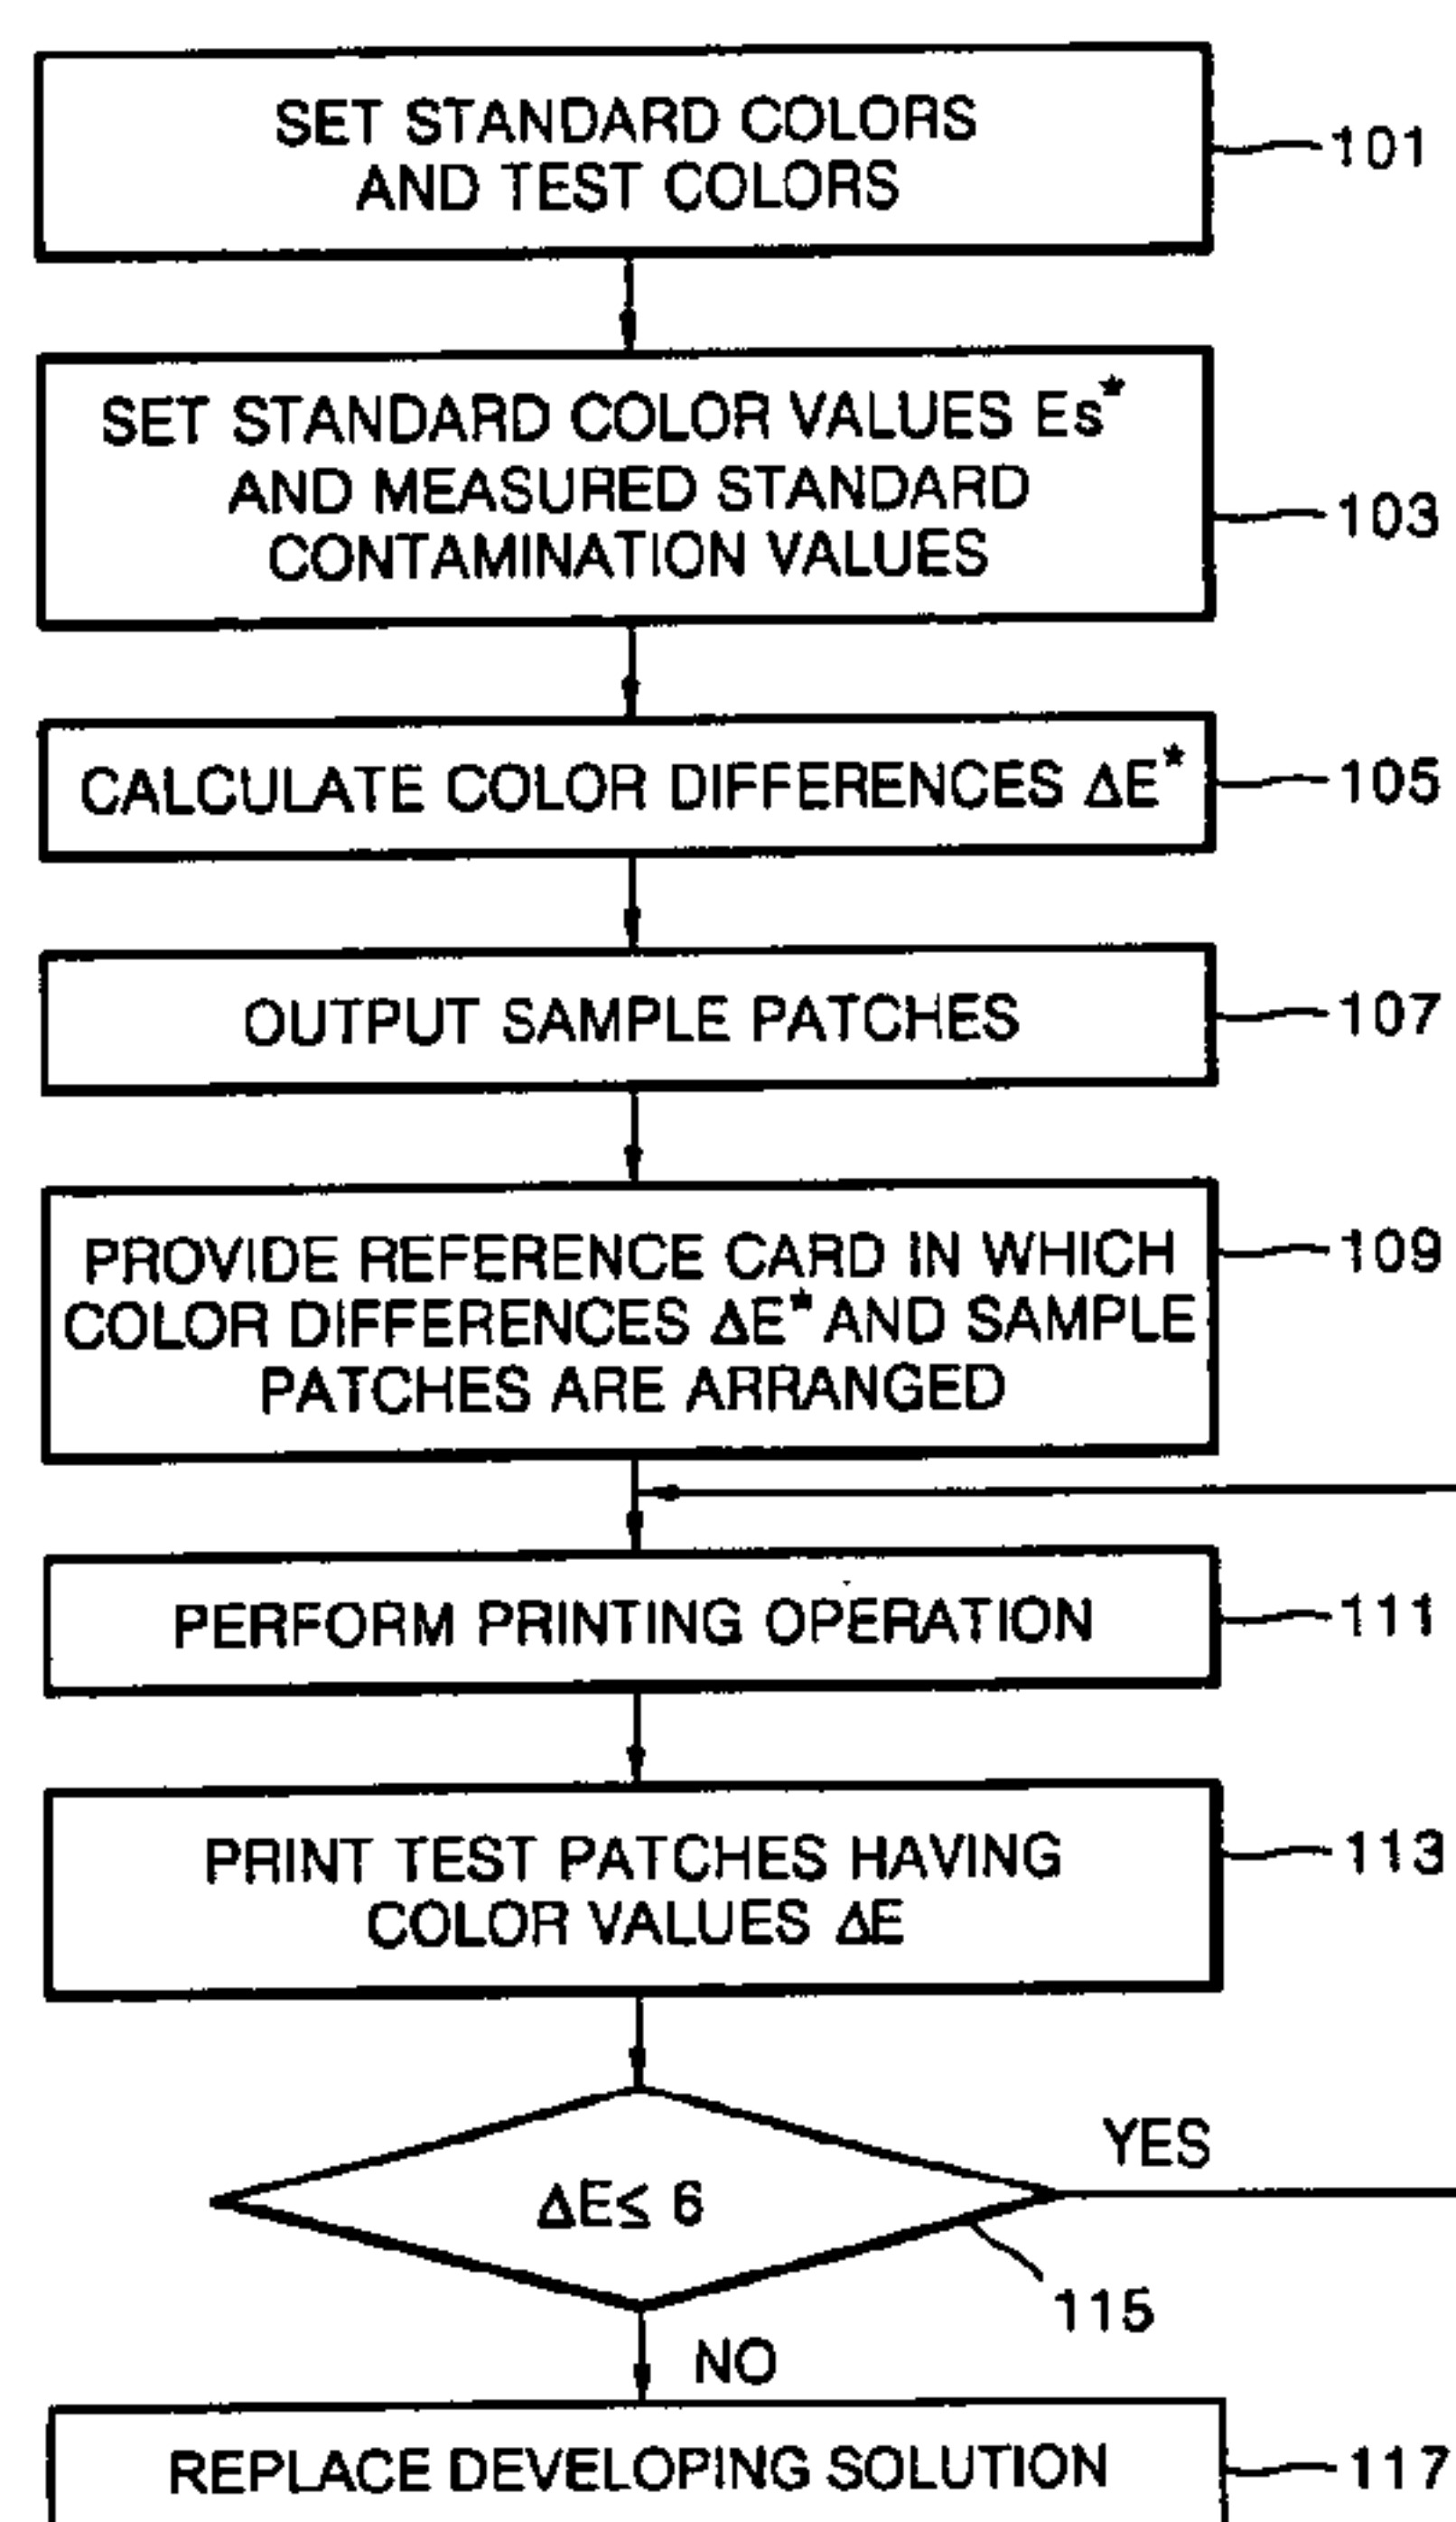 SET STANDARD COLORS
AND TEST COLORS
101
SET STANDARD COLOR VALUES Es*
AND MEASURED STANDARD
CONTAMINATION VALUES
103
CALCULATE COLOR DIFFERENCES ΔE*
105
OUTPUT SAMPLE PATCHES
107
PROVIDE REFERENCE CARD IN WHICH
COLOR DIFFERENCES ΔE* AND SAMPLE
PATCHES ARE ARRANGED
109
PERFORM PRINTING OPERATION
111
PRINT TEST PATCHES HAVING
COLOR VALUES ΔE
113
YES
ΔE≤ 6
115
NO
REPLACE DEVELOPING SOLUTION
117